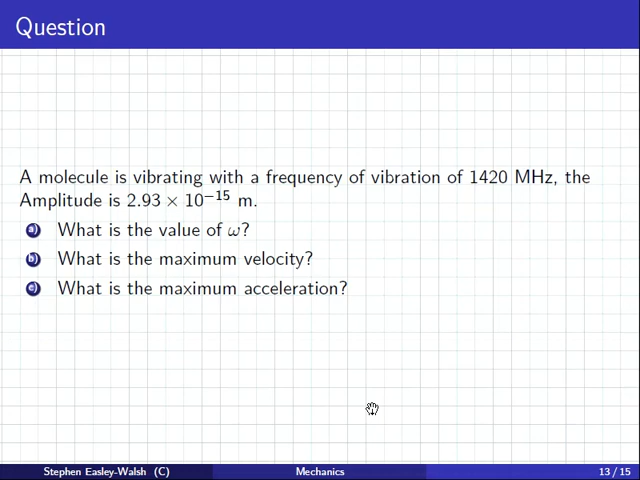 Question
A molecule is vibrating with a frequency of vibration of 1420 MHz, the
Amplitude is 2.93 × 10⁻¹⁵ m.
a) What is the value of ω?
b) What is the maximum velocity?
c) What is the maximum acceleration?
Stephen Easley-Walsh (C) Mechanics 13 / 15